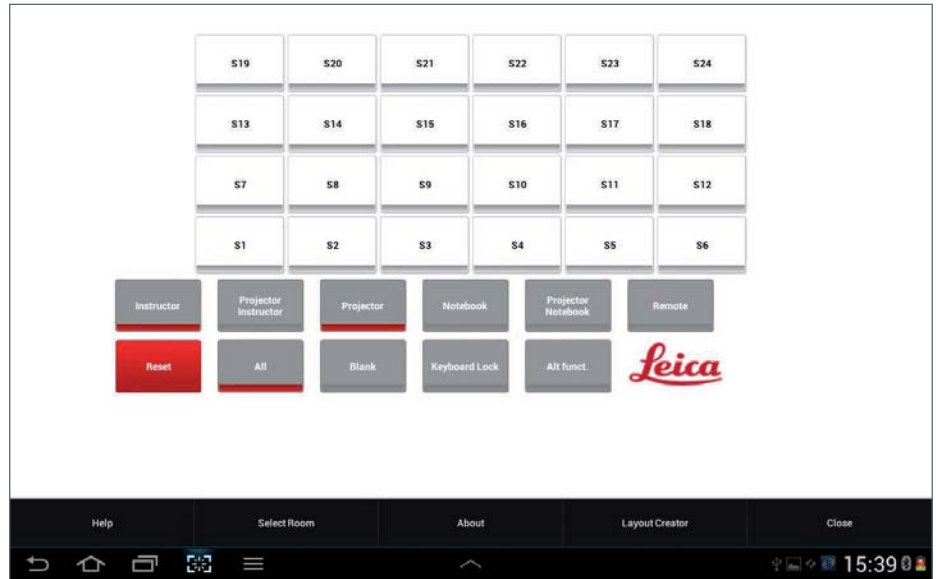 S19 S20 S21 S22 S23 S24
S13 S14 S15 S16 S17 S18
S7 S8 S9 S10 S11 S12
S1 S2 S3 S4 S5 S6
Instructor Projector Instructor Projector Notebook Projector Notebook Remote
Reset All Blank Keyboard Lock Alt funct. Leica
Help Select Room About Layout Creator Close
15:39